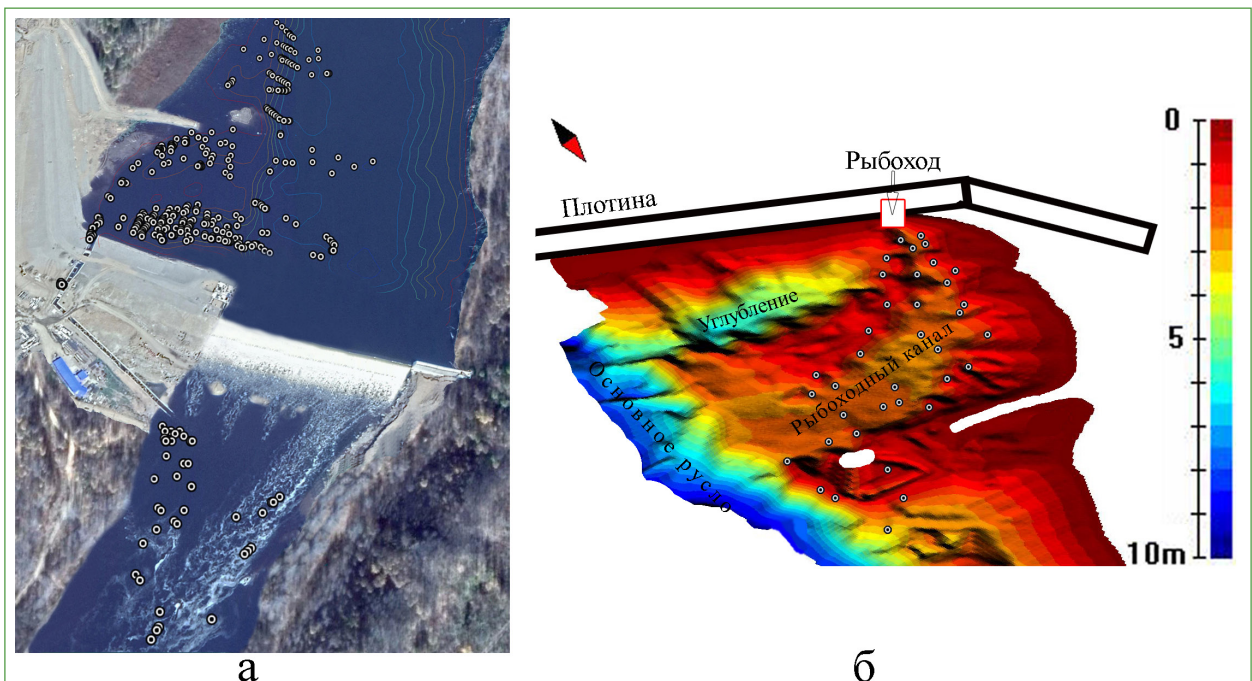 0
Рыбоход
Плотина
Углубление
5
Рыбоходный канал
Основное русло
10m
а
б